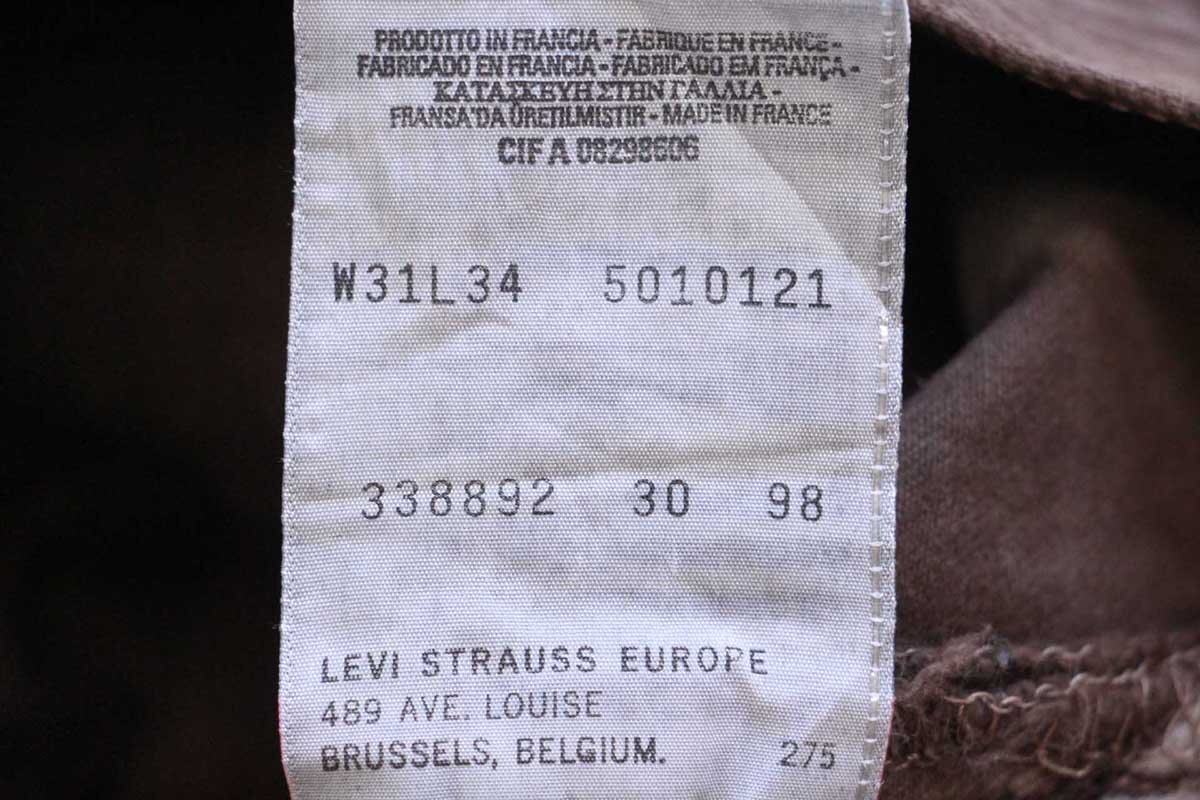 PRODOTTO IN FRANCIA - FABRIQUE EN FRANCE -
FABRICADO EN FRANCIA - FABRICADO EM FRANÇA -
ΚΑΤΑΣΚΕΥΗ ΣΤΗΝ ΓΑΛΛΙΑ -
FRANSA'DA ÜRETILMISTIR - MADE IN FRANCE
CIF A 08298606
W31L34 5010121
338892 30 98
LEVI STRAUSS EUROPE
489 AVE. LOUISE
BRUSSELS, BELGIUM. 275